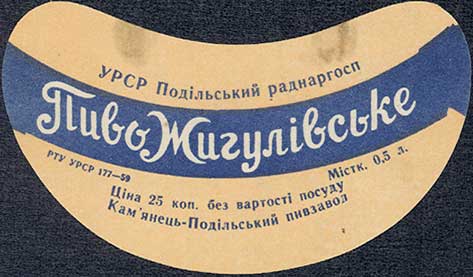 УРСР Подільський раднаргосп
Пиво Жигулівське
РТУ УРСР 177—59
Містк. 0,5 л.
Ціна 25 коп. без вартості посуду
Кам'янець-Подільський пивзавод